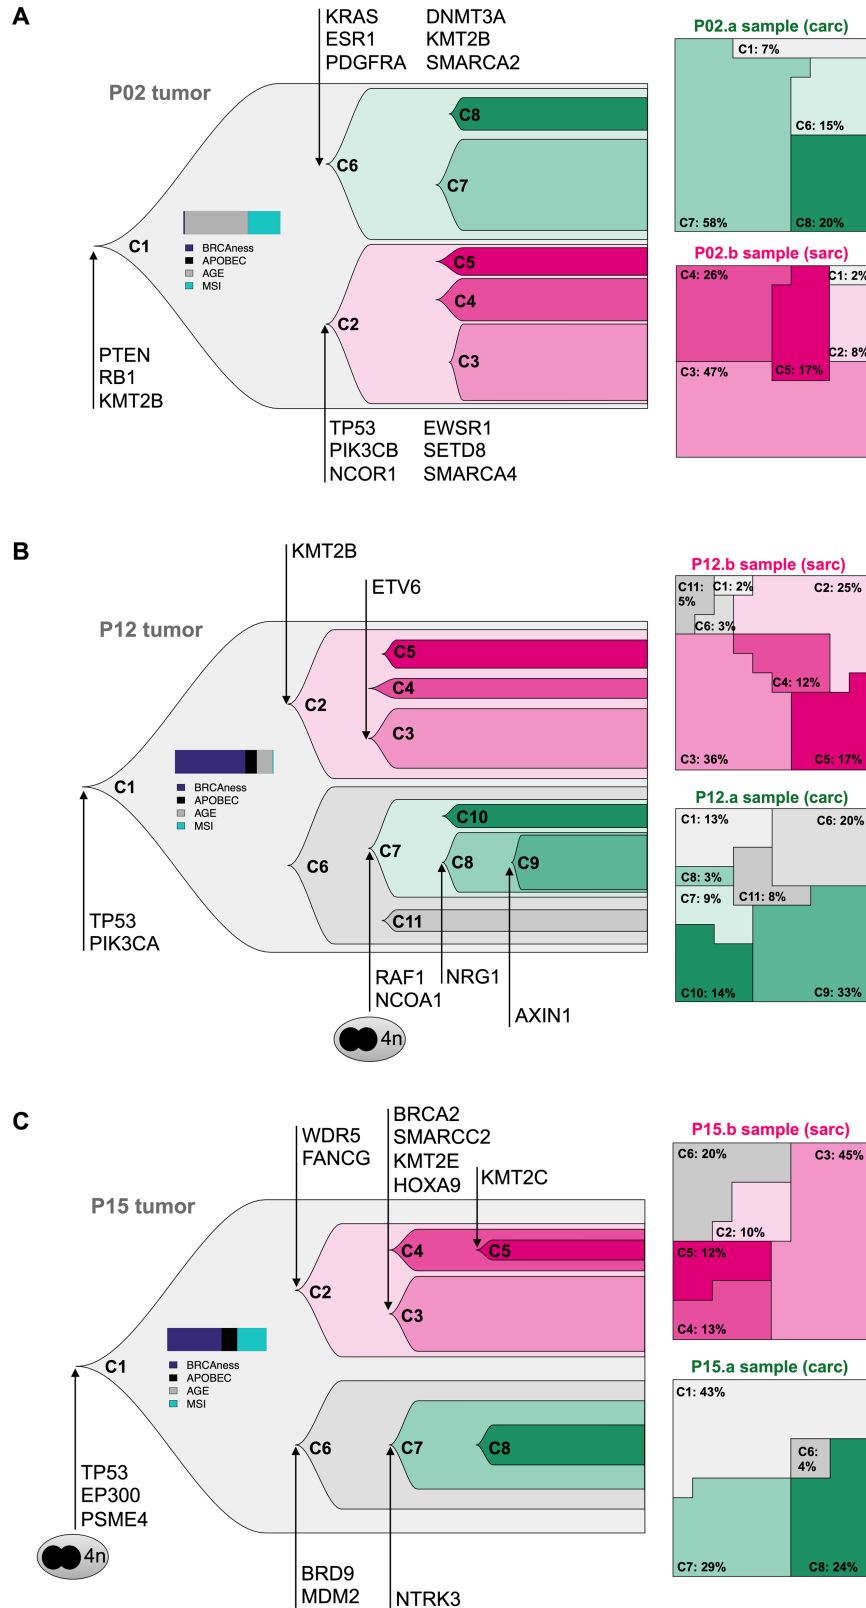 A
KRAS DNMT3A
ESR1 KMT2B
PDGFRA SMARCA2
P02 tumor
C8
C6
C7
C1
BRCAness
APOBEC
AGE
MSI
C5
C4
C2
C3
PTEN
RB1
KMT2B
TP53 EWSR1
PIK3CB SETD8
NCOR1 SMARCA4
P02.a sample (carc)
C1: 7%
C6: 15%
C7: 58%
C8: 20%
P02.b sample (sarc)
C4: 26%
C1: 2%
C2: 8%
C3: 47%
C5: 17%
B
KMT2B
ETV6
P12 tumor
C5
C4
C2
C3
C1
BRCAness
APOBEC
AGE
MSI
C10
C7
C8
C9
C6
C11
TP53
PIK3CA
RAF1
NCOA1
NRG1
AXIN1
4n
P12.b sample (sarc)
C11:
5%
C1: 2%
C2: 25%
C6: 3%
C4: 12%
C3: 36%
C5: 17%
P12.a sample (carc)
C1: 13%
C6: 20%
C8: 3%
C7: 9%
C11: 8%
C10: 14%
C9: 33%
C
WDR5
FANCG
BRCA2
SMARCC2
KMT2E
HOXA9
KMT2C
P15 tumor
C4
C5
C2
C3
C1
BRCAness
APOBEC
AGE
MSI
C6
C7
C8
TP53
EP300
PSME4
4n
BRD9
MDM2
NTRK3
P15.b sample (sarc)
C6: 20%
C3: 45%
C2: 10%
C5: 12%
C4: 13%
P15.a sample (carc)
C1: 43%
C6:
4%
C7: 29%
C8: 24%